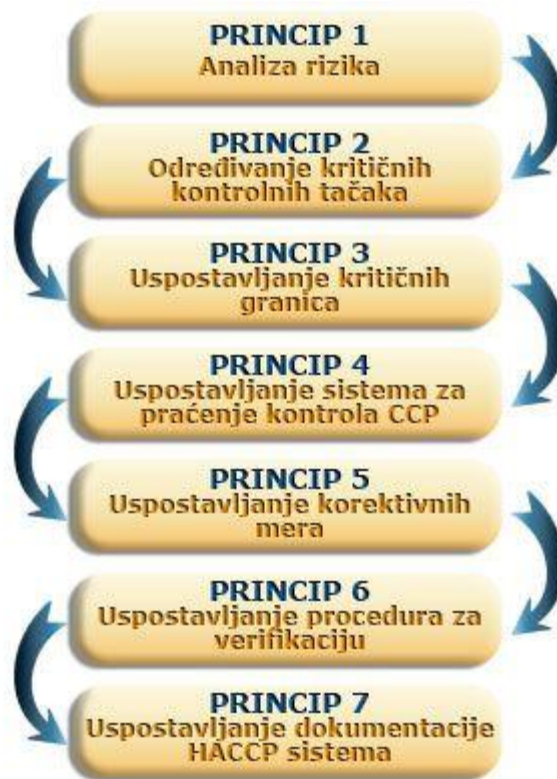 PRINCIP 1
Analiza rizika
PRINCIP 2
Određivanje kritičnih
kontrolnih tačaka
PRINCIP 3
Uspostavljanje kritičnih
granica
PRINCIP 4
Uspostavljanje sistema za
praćenje kontrola CCP
PRINCIP 5
Uspostavljanje korektivnih
mera
PRINCIP 6
Uspostavljanje procedura za
verifikaciju
PRINCIP 7
Uspostavljanje dokumentacije
HACCP sistema